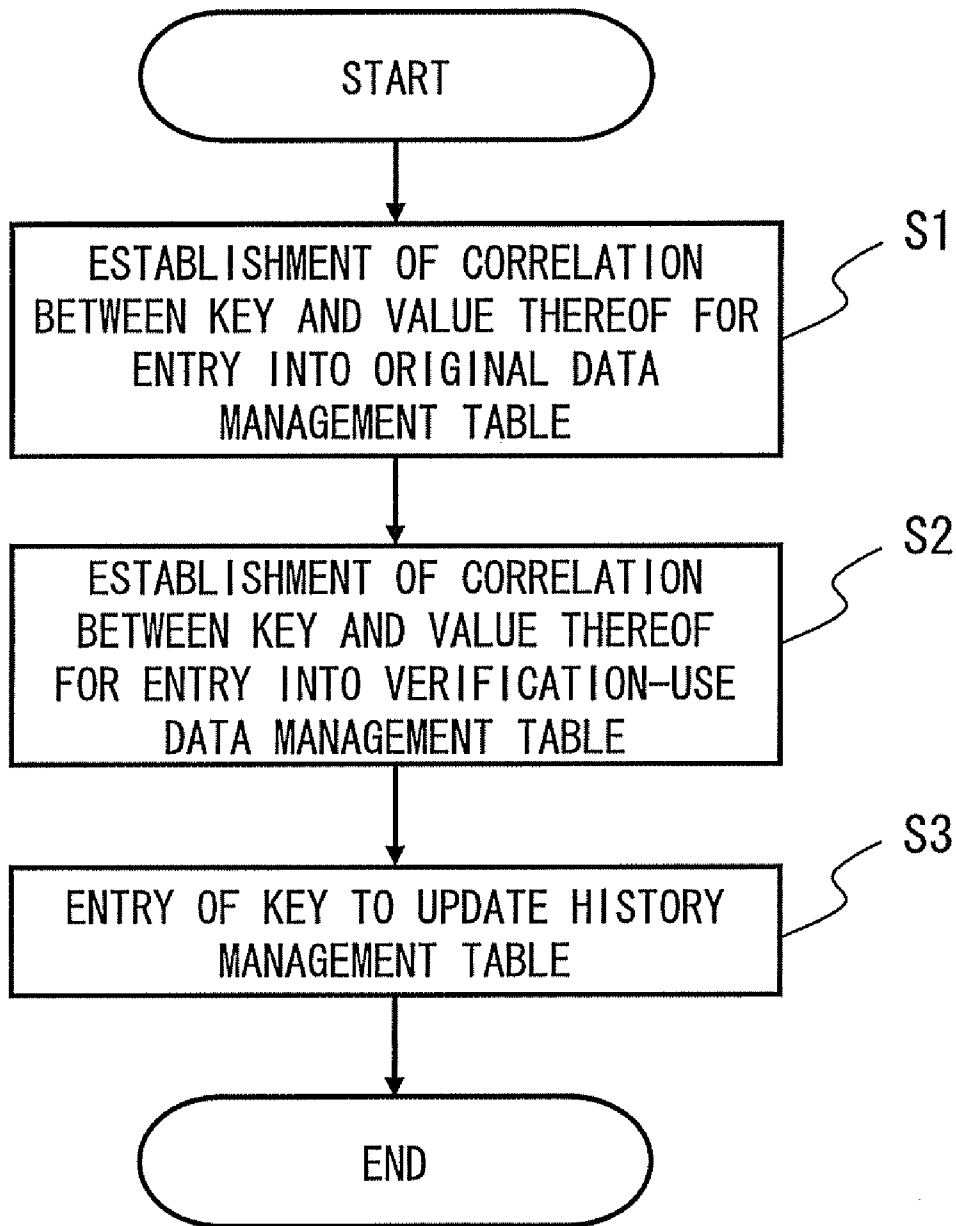 START
ESTABLISHMENT OF CORRELATION
BETWEEN KEY AND VALUE THEREOF FOR
ENTRY INTO ORIGINAL DATA
MANAGEMENT TABLE
S1
ESTABLISHMENT OF CORRELATION
BETWEEN KEY AND VALUE THEREOF
FOR ENTRY INTO VERIFICATION-USE
DATA MANAGEMENT TABLE
S2
ENTRY OF KEY TO UPDATE HISTORY
MANAGEMENT TABLE
S3
END